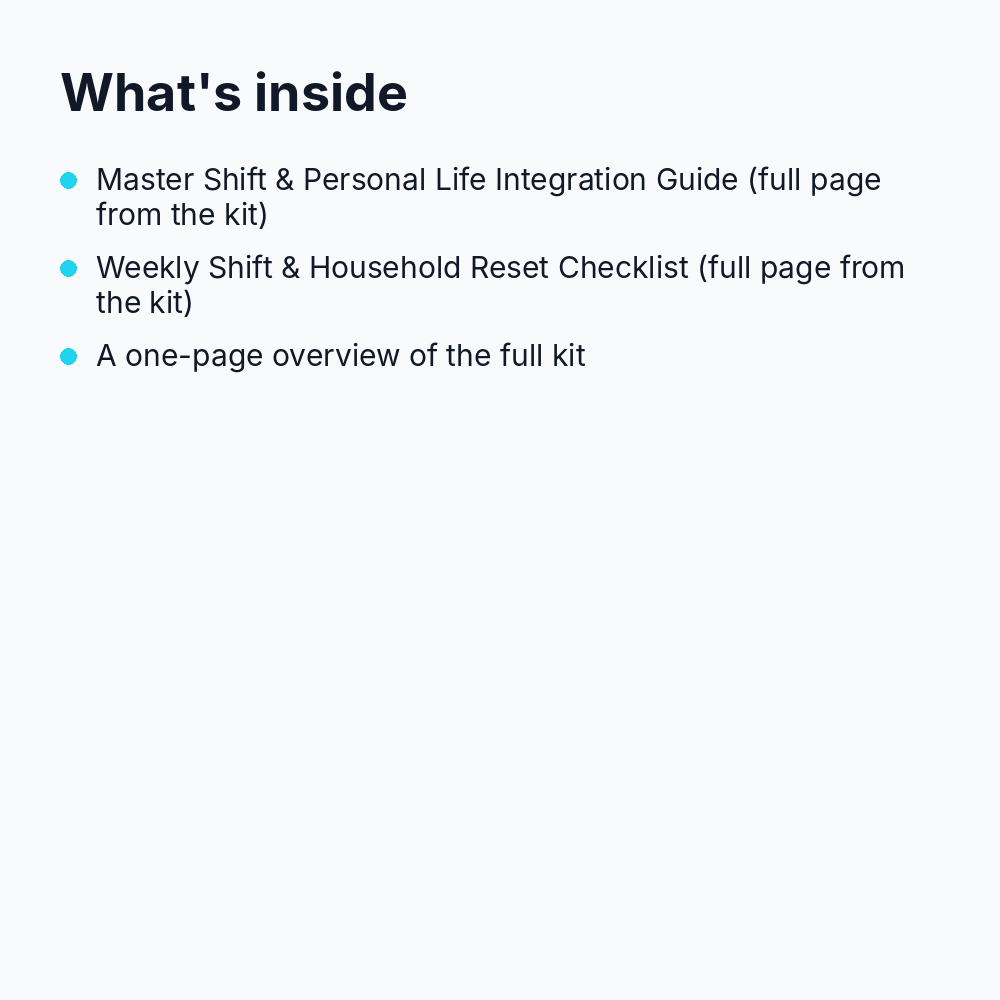 What's inside
Master Shift & Personal Life Integration Guide (full page
from the kit)
Weekly Shift & Household Reset Checklist (full page from
the kit)
A one-page overview of the full kit